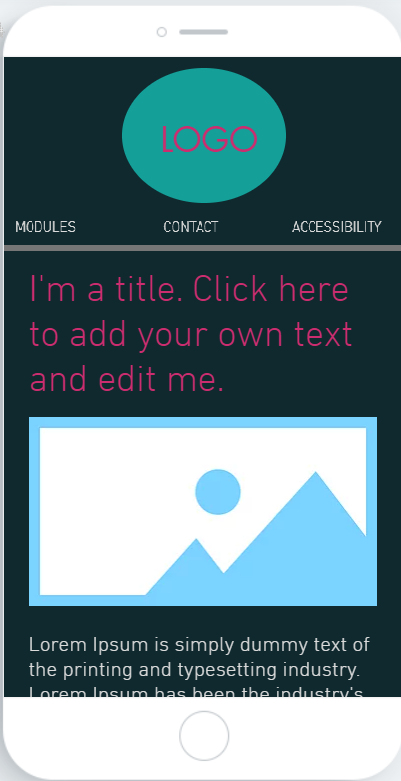 LOGO
MODULES CONTACT ACCESSIBILITY
I'm a title. Click here
to add your own text
and edit me.
Lorem Ipsum is simply dummy text of
the printing and typesetting industry.
Lorem Ipsum has been the industry's